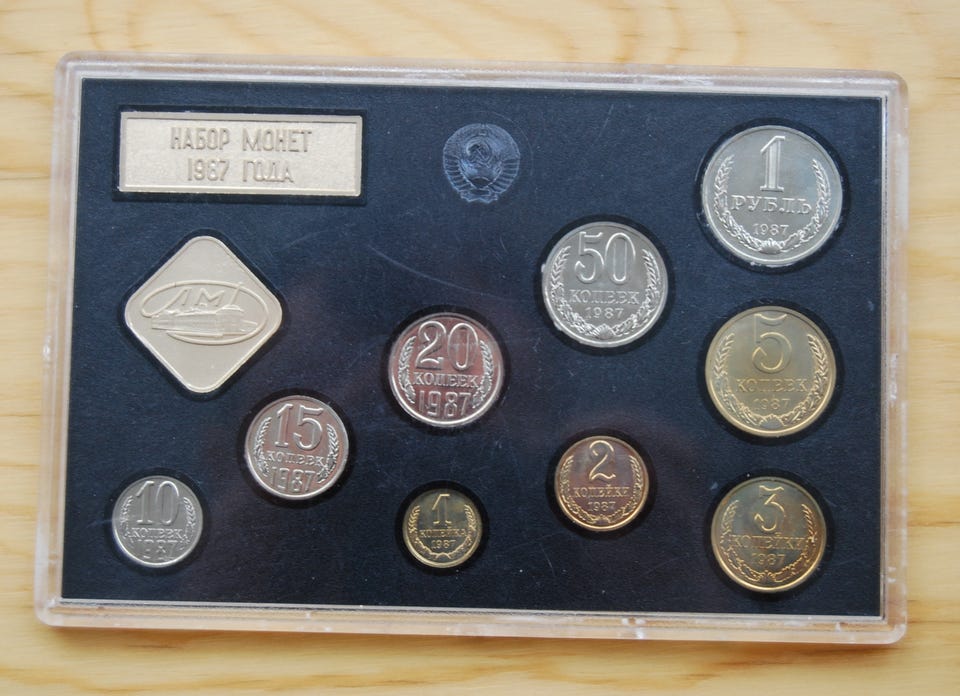 НАБОР МОНЕТ
1987 ГОДА
ЛМД
1
РУБЛЬ
1987
50
КОПЕЕК
1987
20
КОПЕЕК
1987
5
КОПЕЕК
1987
15
КОПЕЕК
1987
2
КОПЕЙКИ
1987
3
КОПЕЙКИ
1987
10
КОПЕЕК
1987
1
КОПЕЙКА
1987